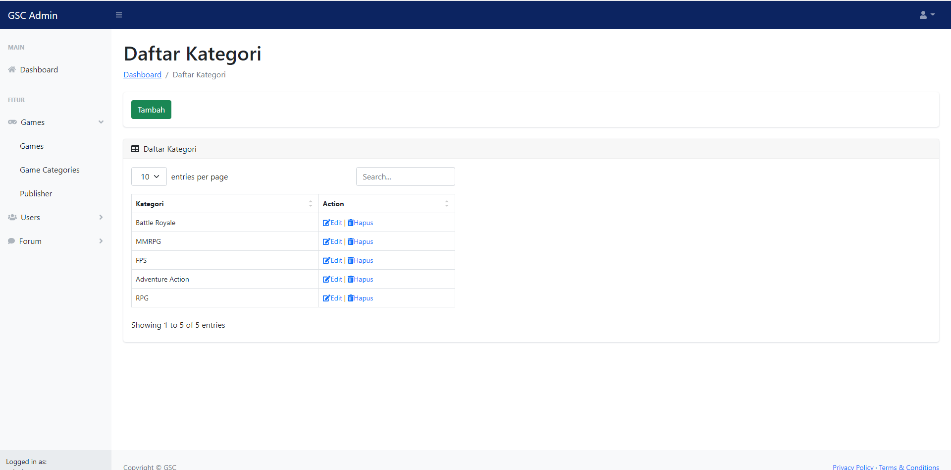 GSC Admin
MAIN
Dashboard
FITUR
Games
Games
Game Categories
Publisher
Users
Forum
Logged in as:
Daftar Kategori
Dashboard / Daftar Kategori
Tambah
Daftar Kategori
10 entries per page
Search...
Kategori Action
Battle Royale Edit | Hapus
MMRPG Edit | Hapus
FPS Edit | Hapus
Adventure Action Edit | Hapus
RPG Edit | Hapus
Showing 1 to 5 of 5 entries
Copyright © GSC
Privacy Policy · Terms & Conditions